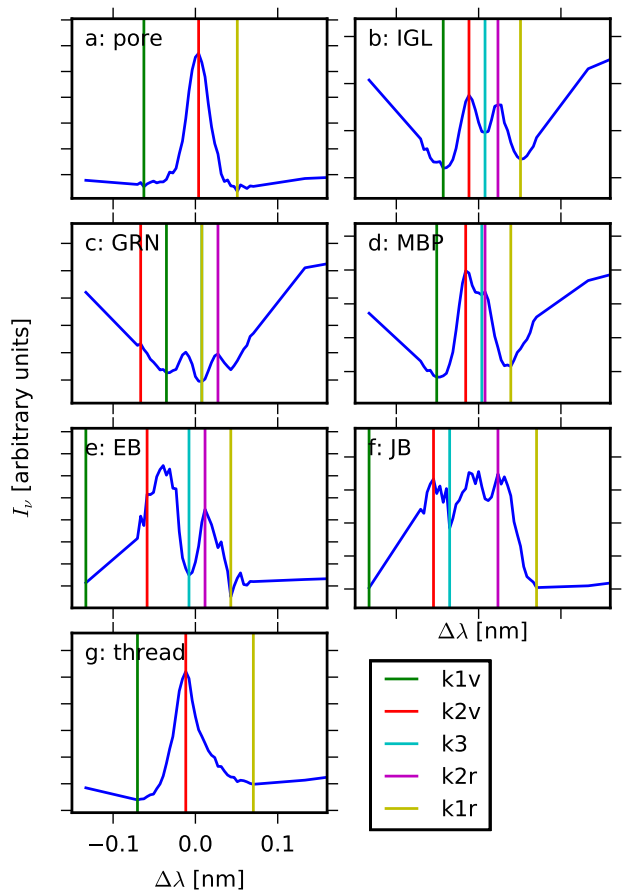 a: pore
b: IGL
c: GRN
d: MBP
e: EB
f: JB
g: thread
I_ν [arbitrary units]
Δλ [nm]
−0.1 0.0 0.1
Δλ [nm]
k1v
k2v
k3
k2r
k1r